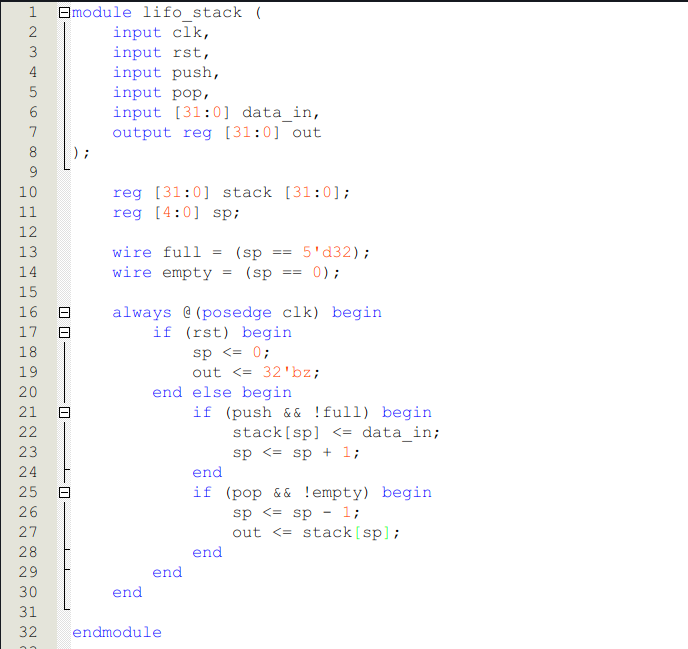 1 module lifo_stack (
2 input clk,
3 input rst,
4 input push,
5 input pop,
6 input [31:0] data_in,
7 output reg [31:0] out
8 );
9
10 reg [31:0] stack [31:0];
11 reg [4:0] sp;
12
13 wire full = (sp == 5'd32);
14 wire empty = (sp == 0);
15
16 always @(posedge clk) begin
17 if (rst) begin
18 sp <= 0;
19 out <= 32'bz;
20 end else begin
21 if (push && !full) begin
22 stack[sp] <= data_in;
23 sp <= sp + 1;
24 end
25 if (pop && !empty) begin
26 sp <= sp - 1;
27 out <= stack[sp];
28 end
29 end
30 end
31
32 endmodule